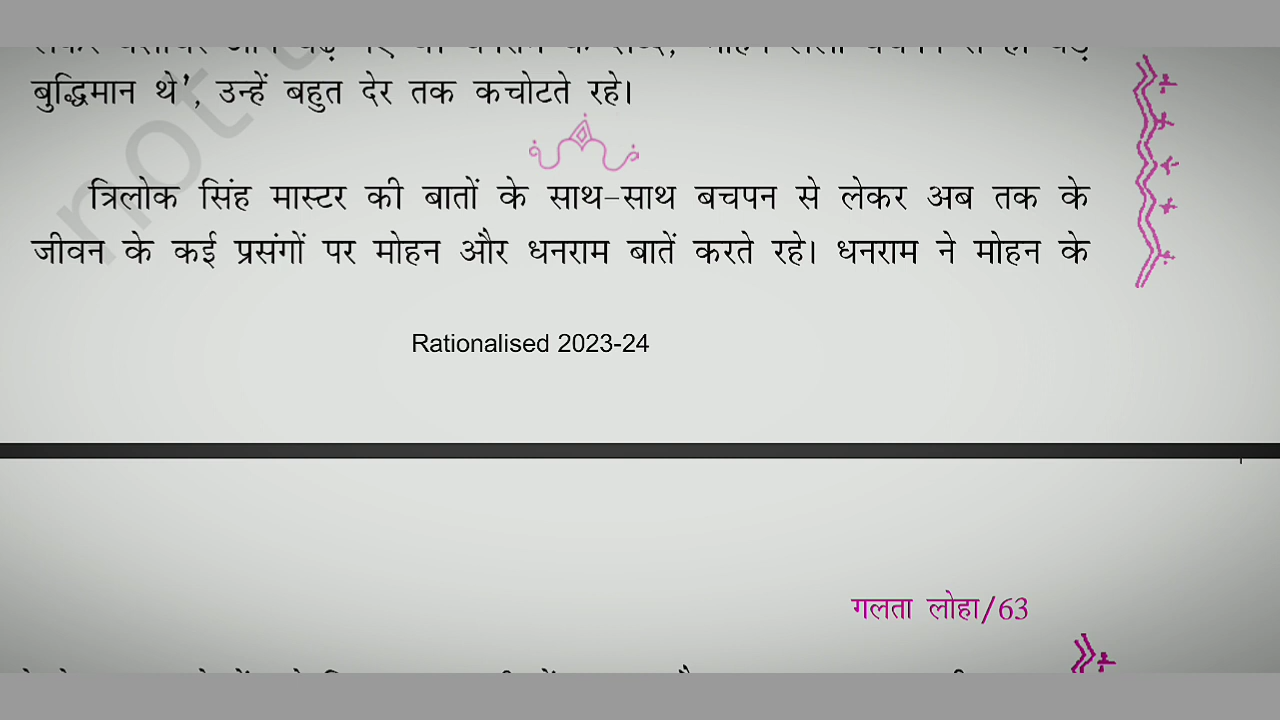 बुद्धिमान थे', उन्हें बहुत देर तक कचोटते रहे।
त्रिलोक सिंह मास्टर की बातों के साथ-साथ बचपन से लेकर अब तक के
जीवन के कई प्रसंगों पर मोहन और धनराम बातें करते रहे। धनराम ने मोहन के
not
Rationalised 2023-24
गलता लोहा/63